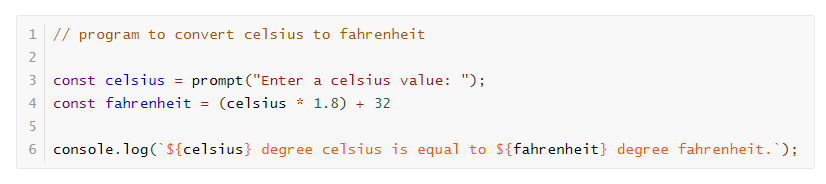 1 // program to convert celsius to fahrenheit
2
3 const celsius = prompt("Enter a celsius value: ");
4 const fahrenheit = (celsius * 1.8) + 32
5
6 console.log(`${celsius} degree celsius is equal to ${fahrenheit} degree fahrenheit.`);